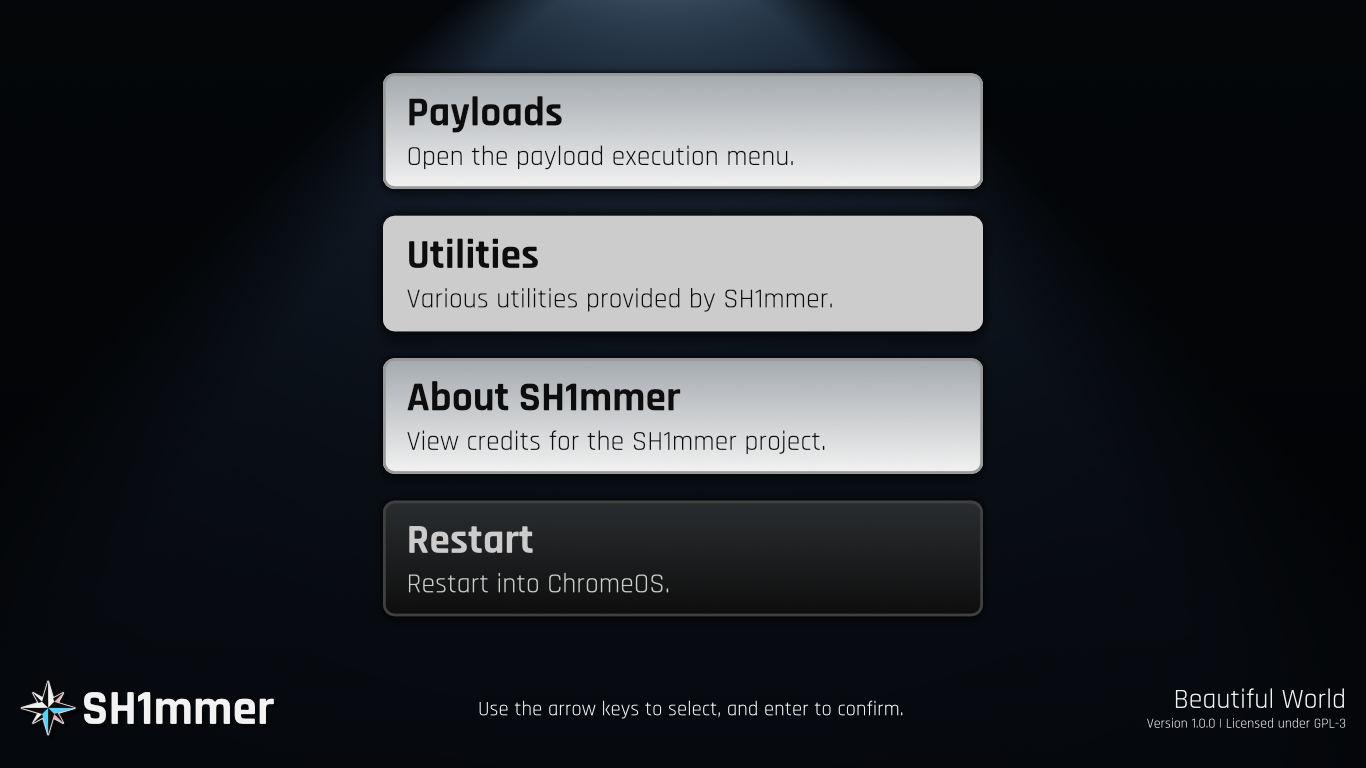 Payloads
Open the payload execution menu.
Utilities
Various utilities provided by SH1mmer.
About SH1mmer
View credits for the SH1mmer project.
Restart
Restart into ChromeOS.
SH1mmer
Use the arrow keys to select, and enter to confirm.
Beautiful World
Version 1.0.0 | Licensed under GPL-3